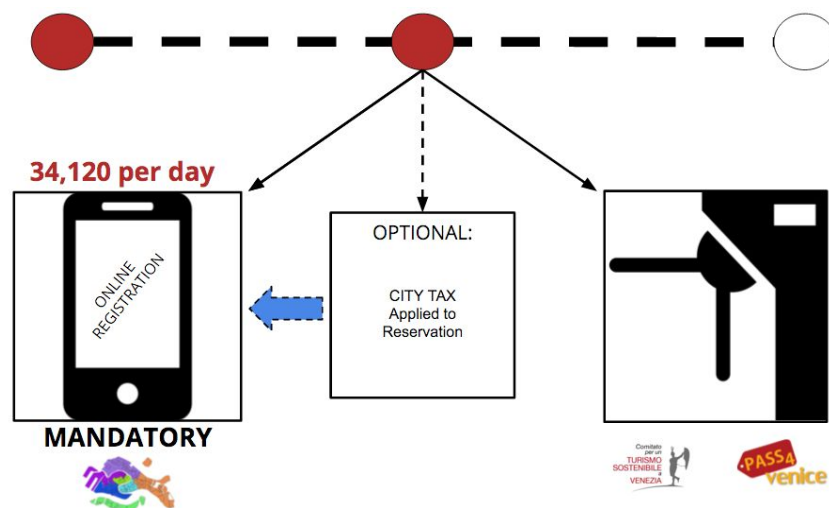 34,120 per day
ONLINE
REGISTRATION
MANDATORY
OPTIONAL:
CITY TAX
Applied to
Reservation
Comitato
per un
TURISMO
SOSTENIBILE
a
VENEZIA
PASS4
venice